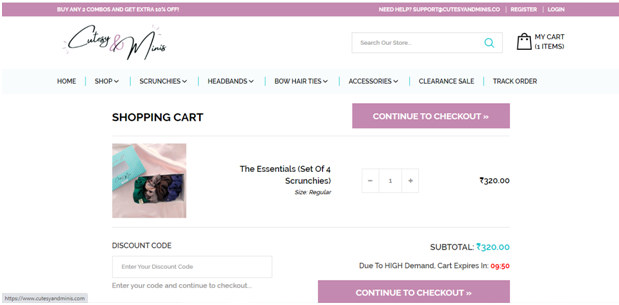 BUY ANY 2 COMBOS AND GET EXTRA 10% OFF!
NEED HELP? SUPPORT@CUTESYANDMINIS.CO | REGISTER | LOGIN
Cutesy & Minis
Search Our Store..
MY CART
(1 ITEMS)
HOME | SHOP | SCRUNCHIES | HEADBANDS | BOW HAIR TIES | ACCESSORIES | CLEARANCE SALE | TRACK ORDER
SHOPPING CART
CONTINUE TO CHECKOUT »
The Essentials (Set Of 4
Scrunchies)
Size: Regular
− 1 +
₹320.00
DISCOUNT CODE
SUBTOTAL: ₹320.00
Enter Your Discount Code
Due To HIGH Demand, Cart Expires In: 09:50
Enter your code and continue to checkout...
CONTINUE TO CHECKOUT »
https://www.cutesyandminis.com